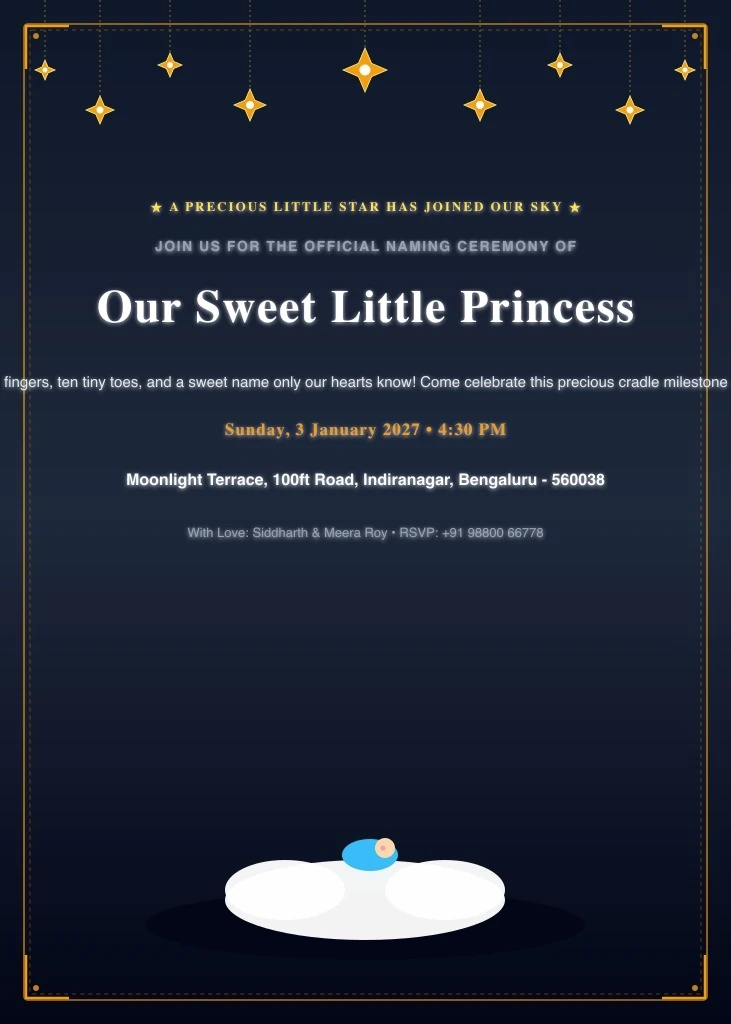 ★ A PRECIOUS LITTLE STAR HAS JOINED OUR SKY ★
JOIN US FOR THE OFFICIAL NAMING CEREMONY OF
Our Sweet Little Princess
fingers, ten tiny toes, and a sweet name only our hearts know! Come celebrate this precious cradle milestone
Sunday, 3 January 2027 • 4:30 PM
Moonlight Terrace, 100ft Road, Indiranagar, Bengaluru - 560038
With Love: Siddharth & Meera Roy • RSVP: +91 98800 66778